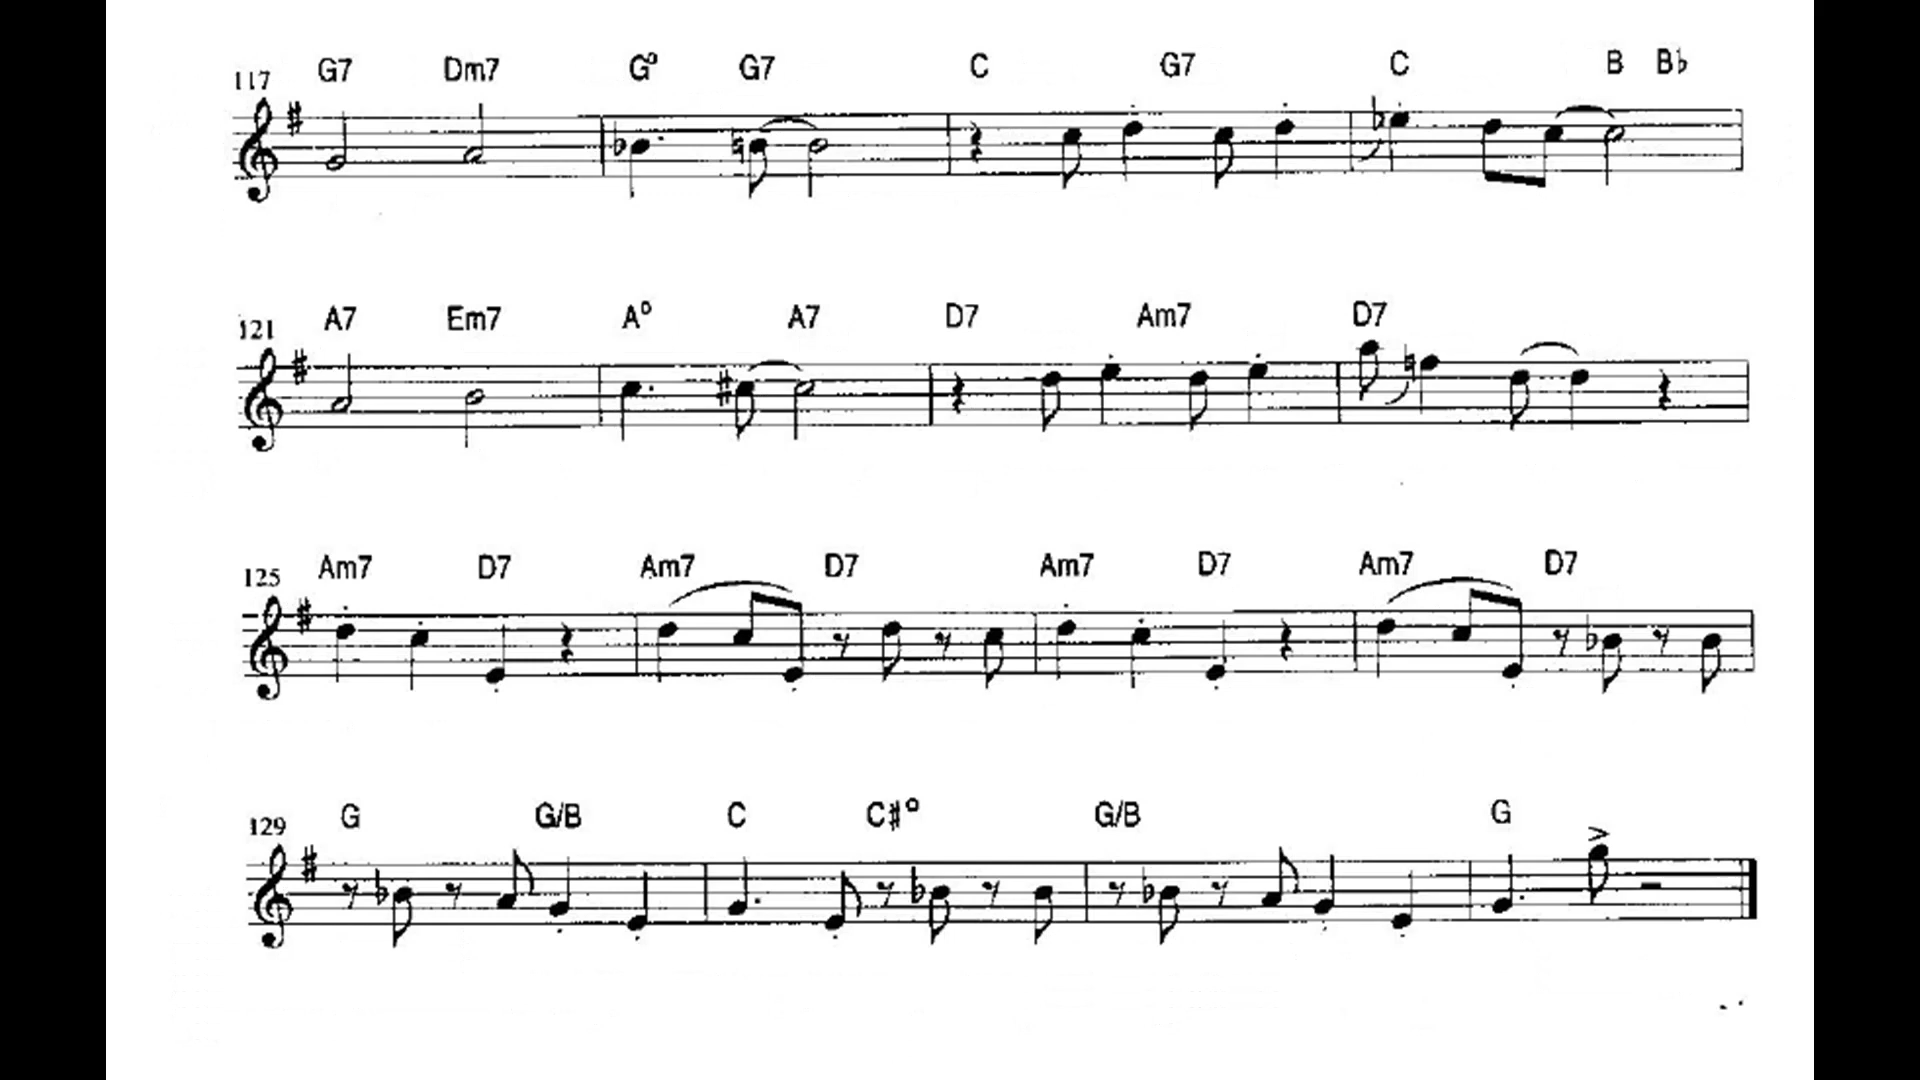 117 G7 Dm7 G° G7 C G7 C B B♭
121 A7 Em7 A° A7 D7 Am7 D7
125 Am7 D7 Am7 D7 Am7 D7 Am7 D7
129 G G/B C C♯° G/B G